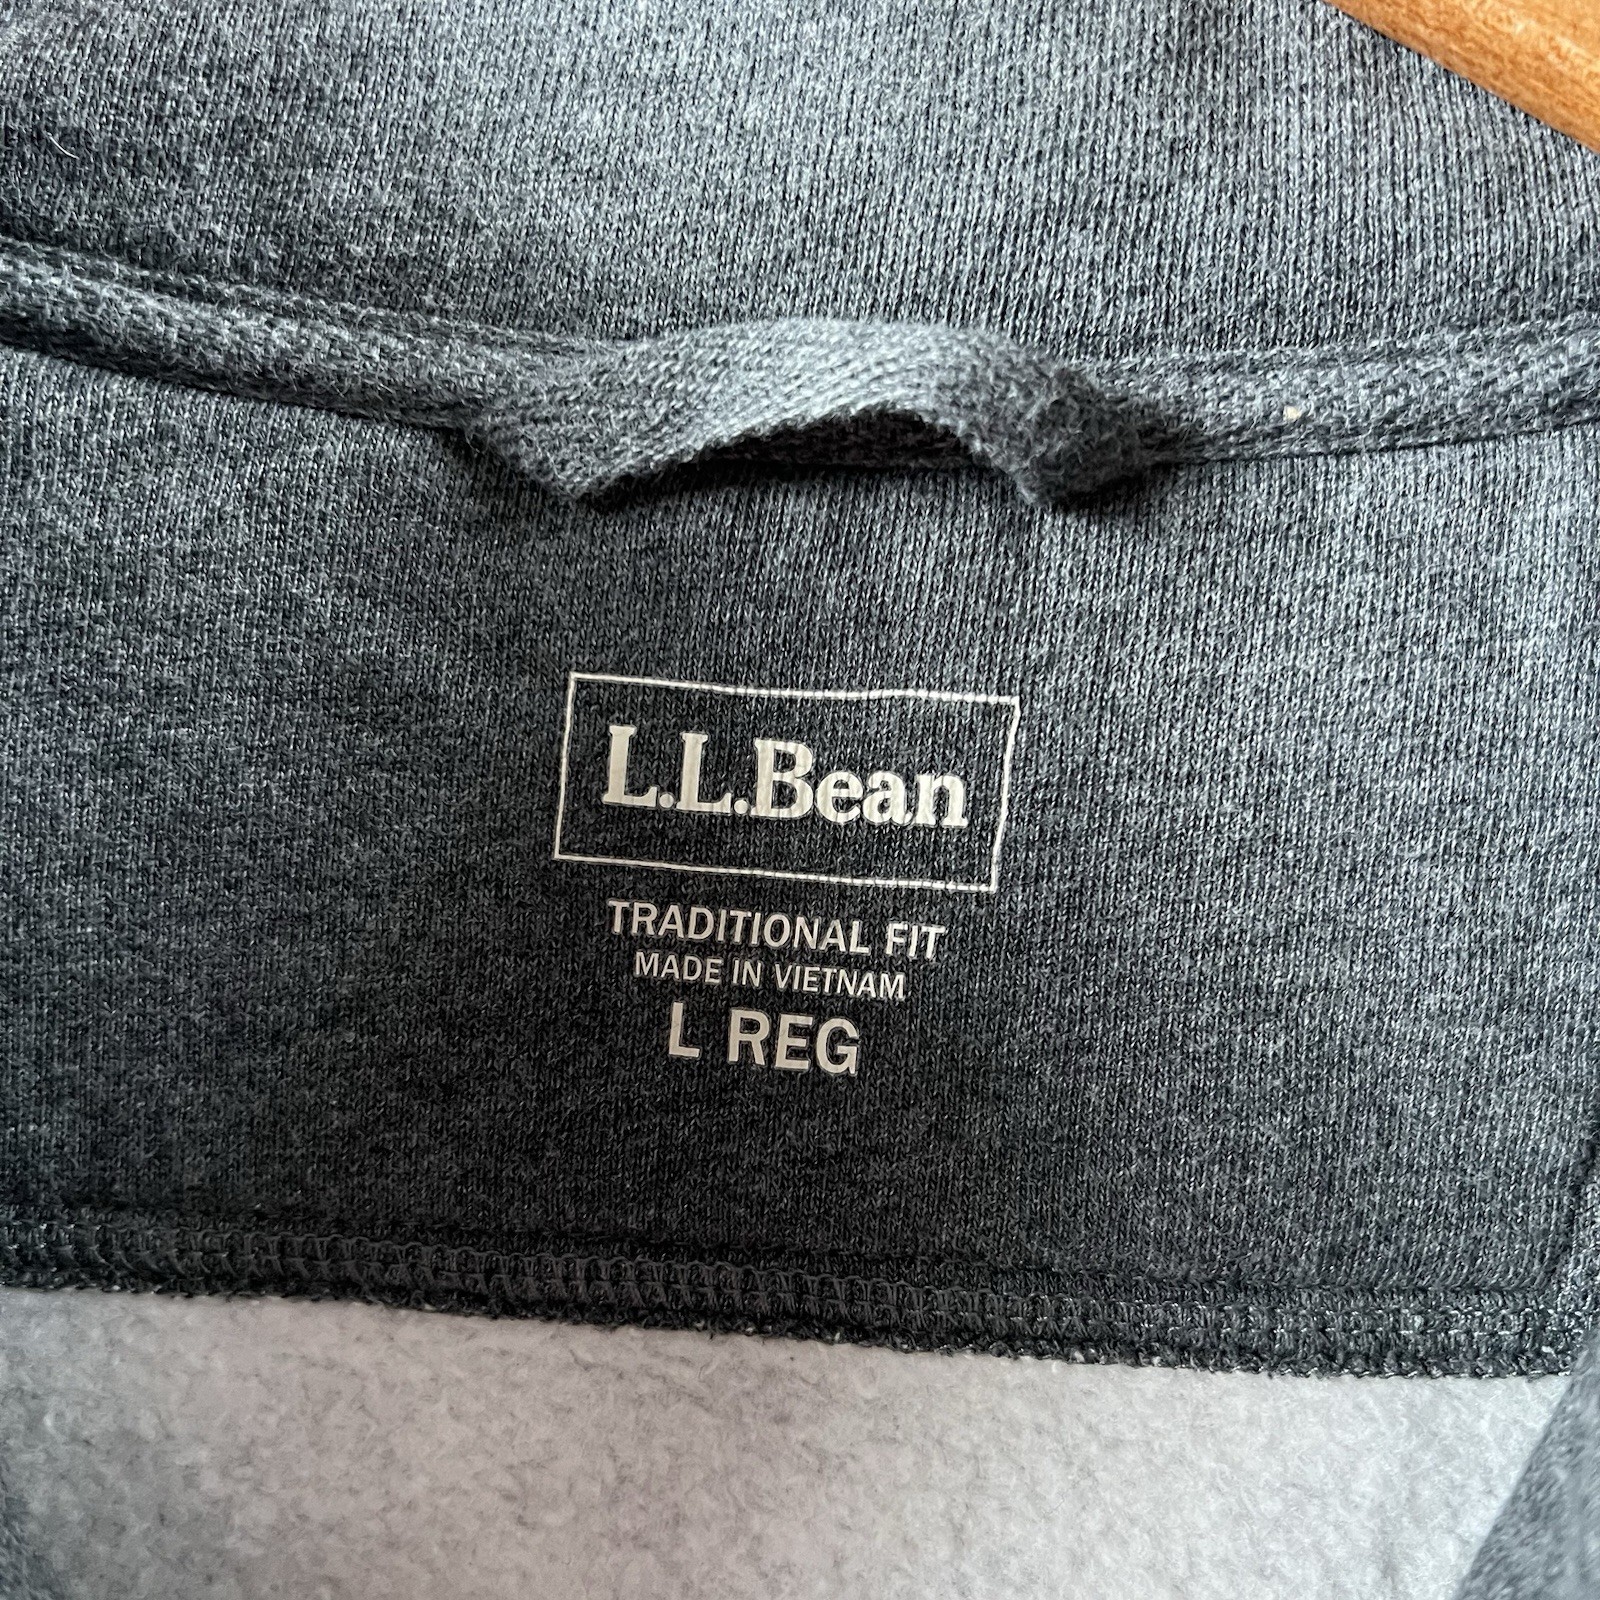 L.L.Bean
TRADITIONAL FIT
MADE IN VIETNAM
L REG